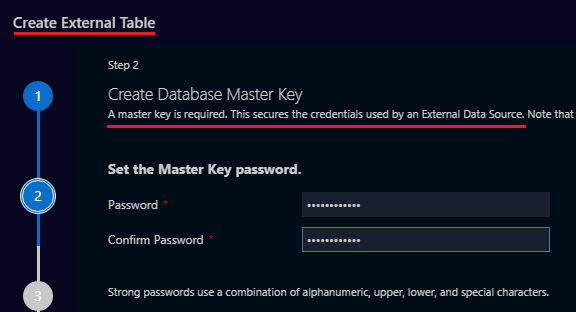 Create External Table
Step 2
1
Create Database Master Key
A master key is required. This secures the credentials used by an External Data Source. Note that
Set the Master Key password.
2
Password *
Confirm Password *
3
Strong passwords use a combination of alphanumeric, upper, lower, and special characters.